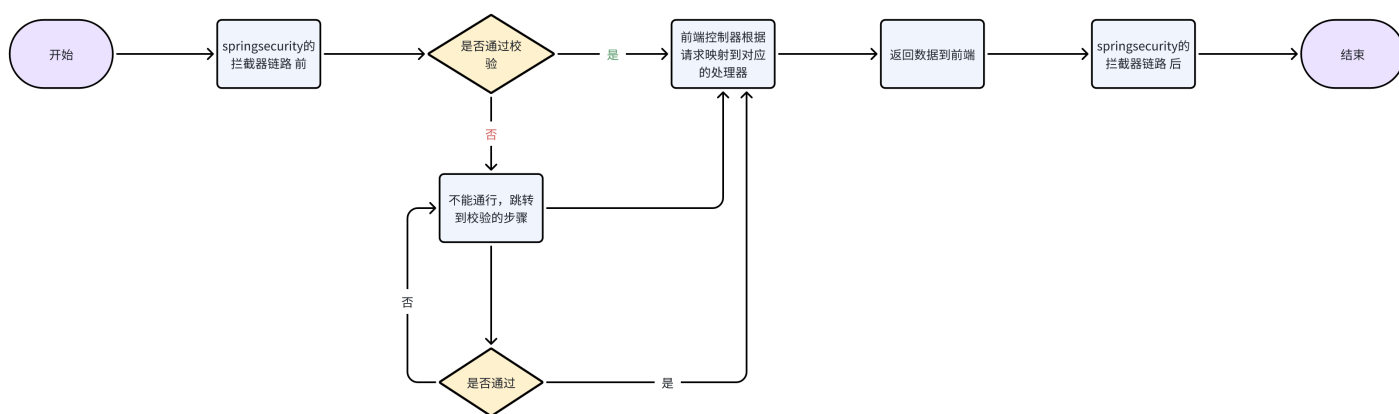 开始
springsecurity的
拦截器链路 前
是否通过校
验
是
前端控制器根据
请求映射到对应
的处理器
返回数据到前端
springsecurity的
拦截器链路 后
结束
否
不能通行，跳转
到校验的步骤
否
是否通过
是